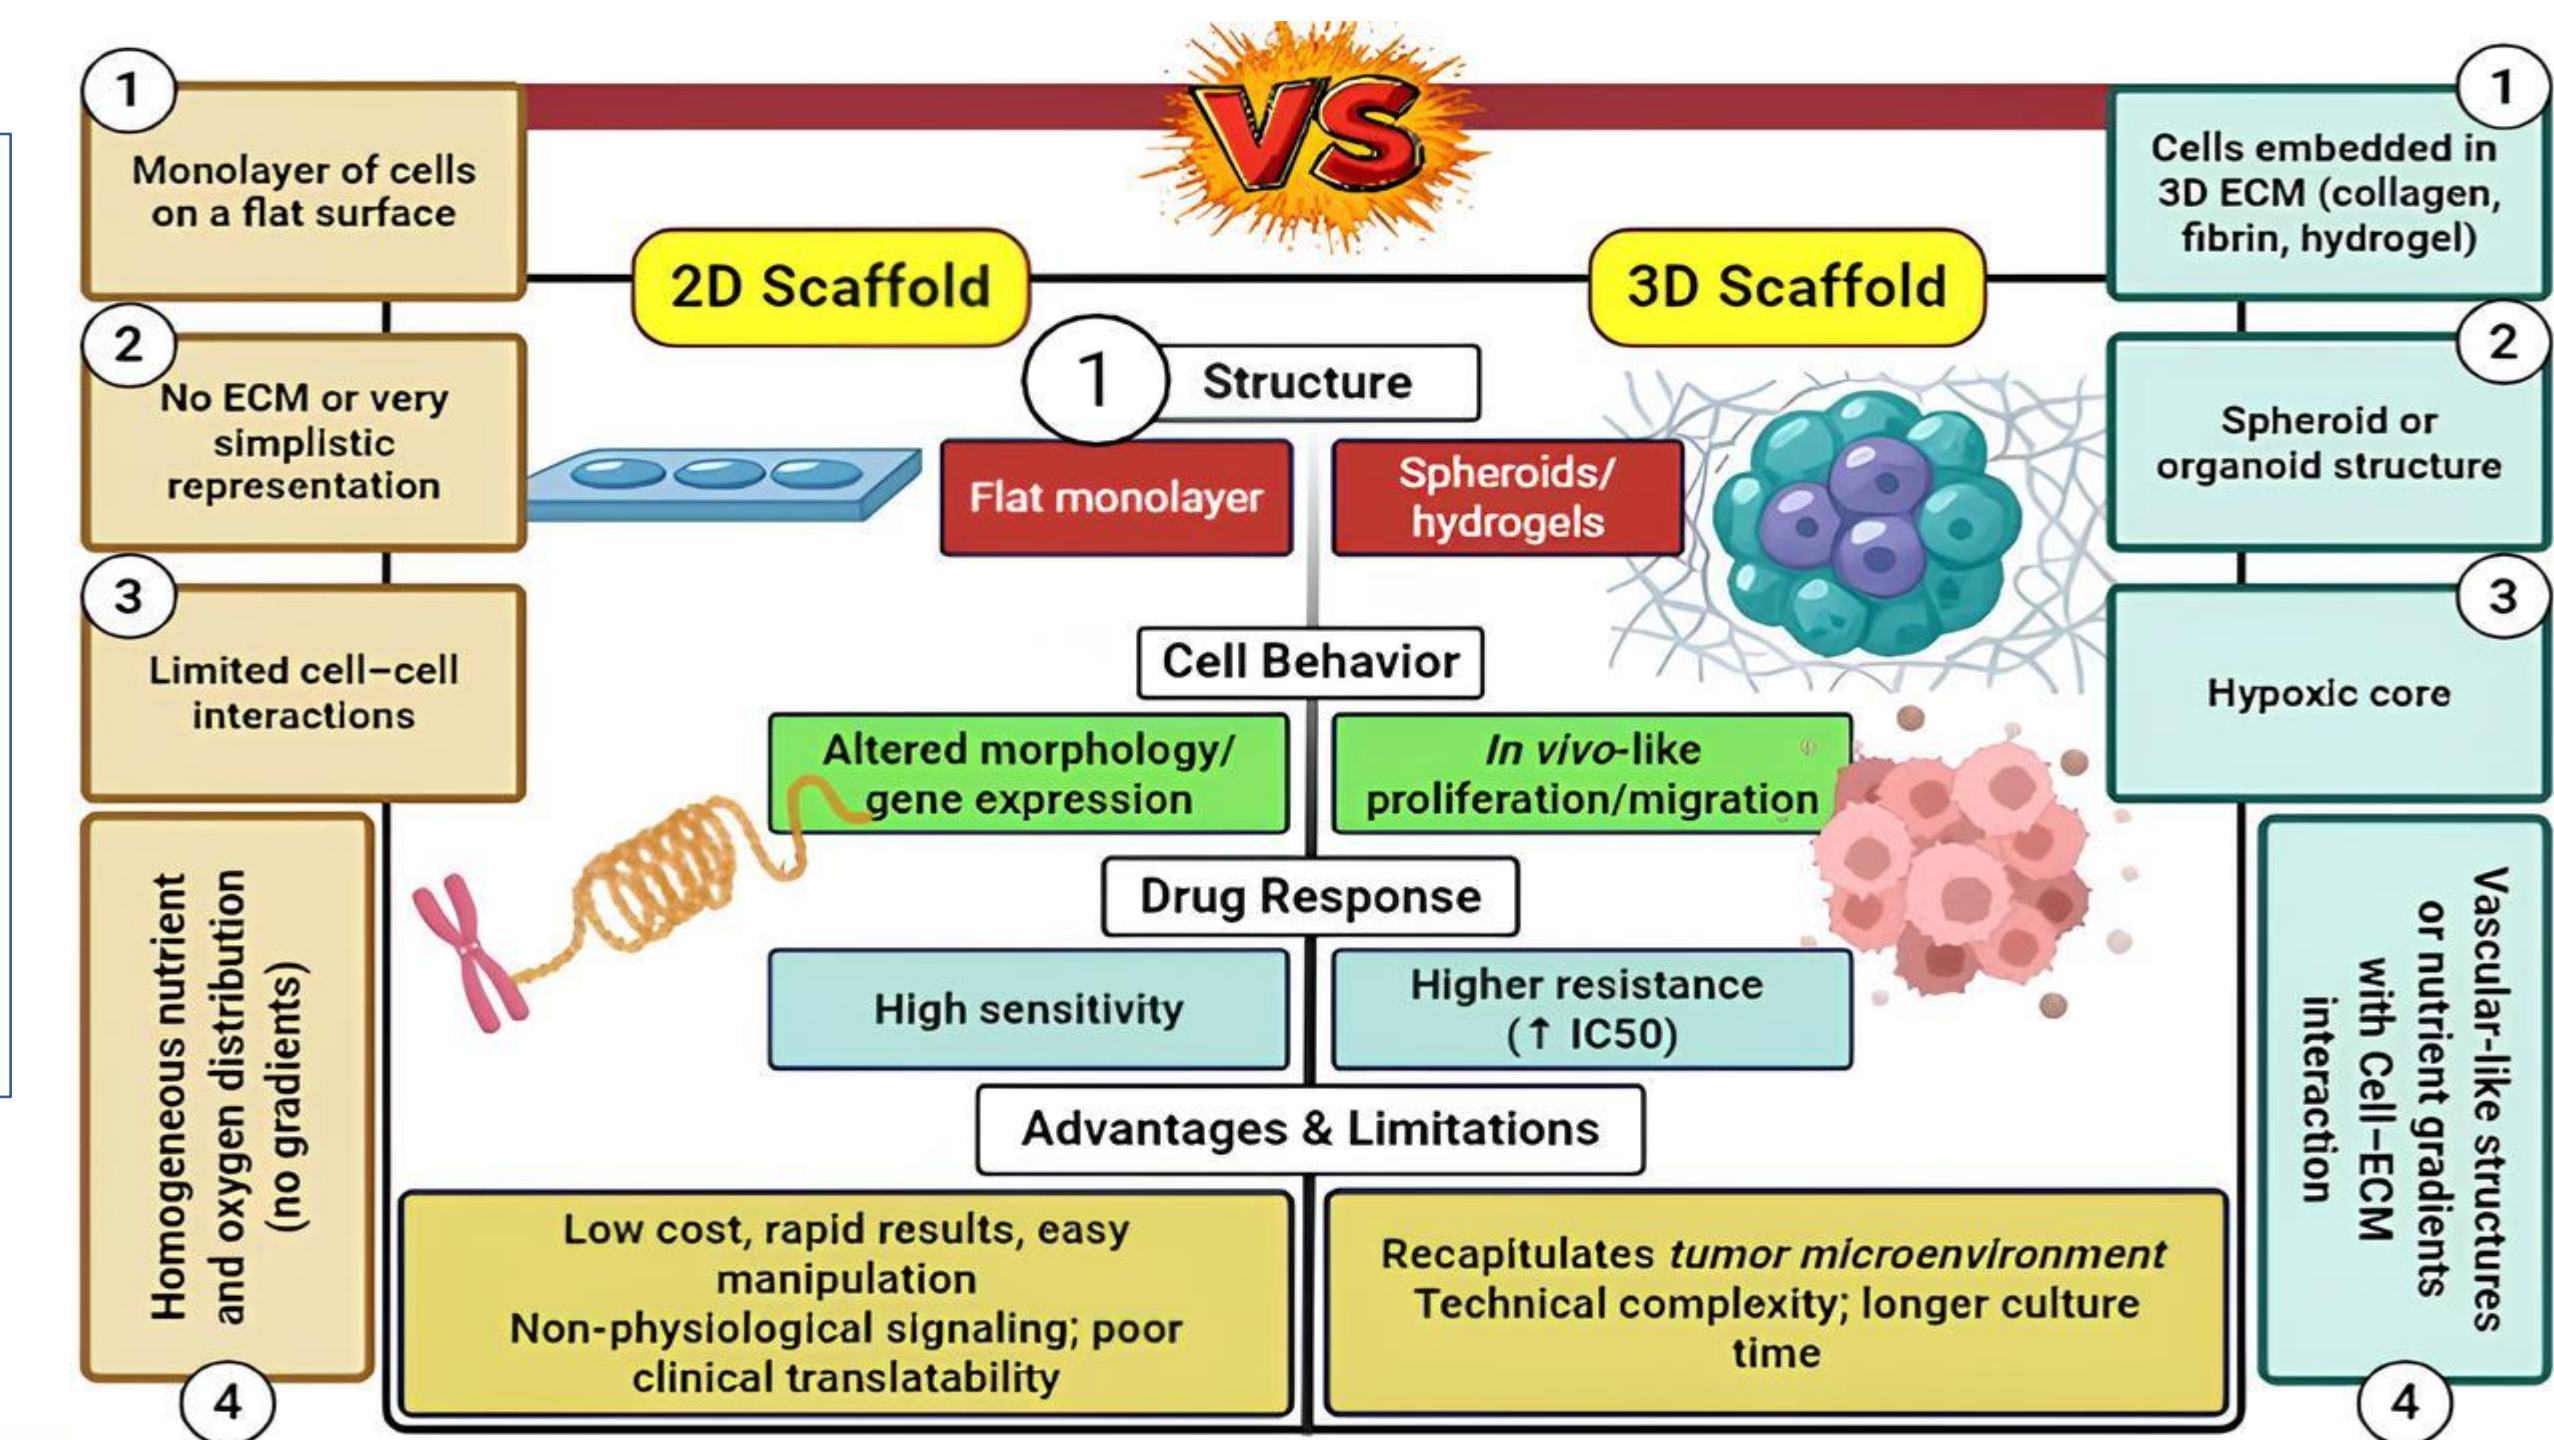 VS
1
Monolayer of cells
on a flat surface
2
No ECM or very
simplistic
representation
3
Limited cell–cell
interactions
Homogeneous nutrient
and oxygen distribution
(no gradients)
4
2D Scaffold
3D Scaffold
1
Structure
Flat monolayer
Spheroids/
hydrogels
Cell Behavior
Altered morphology/
gene expression
In vivo-like
proliferation/migration
Drug Response
High sensitivity
Higher resistance
(↑ IC50)
Advantages & Limitations
Low cost, rapid results, easy
manipulation
Non-physiological signaling; poor
clinical translatability
Recapitulates tumor microenvironment
Technical complexity; longer culture
time
1
Cells embedded in
3D ECM (collagen,
fibrin, hydrogel)
2
Spheroid or
organoid structure
3
Hypoxic core
Vascular-like structures
or nutrient gradients
with Cell–ECM
interaction
4